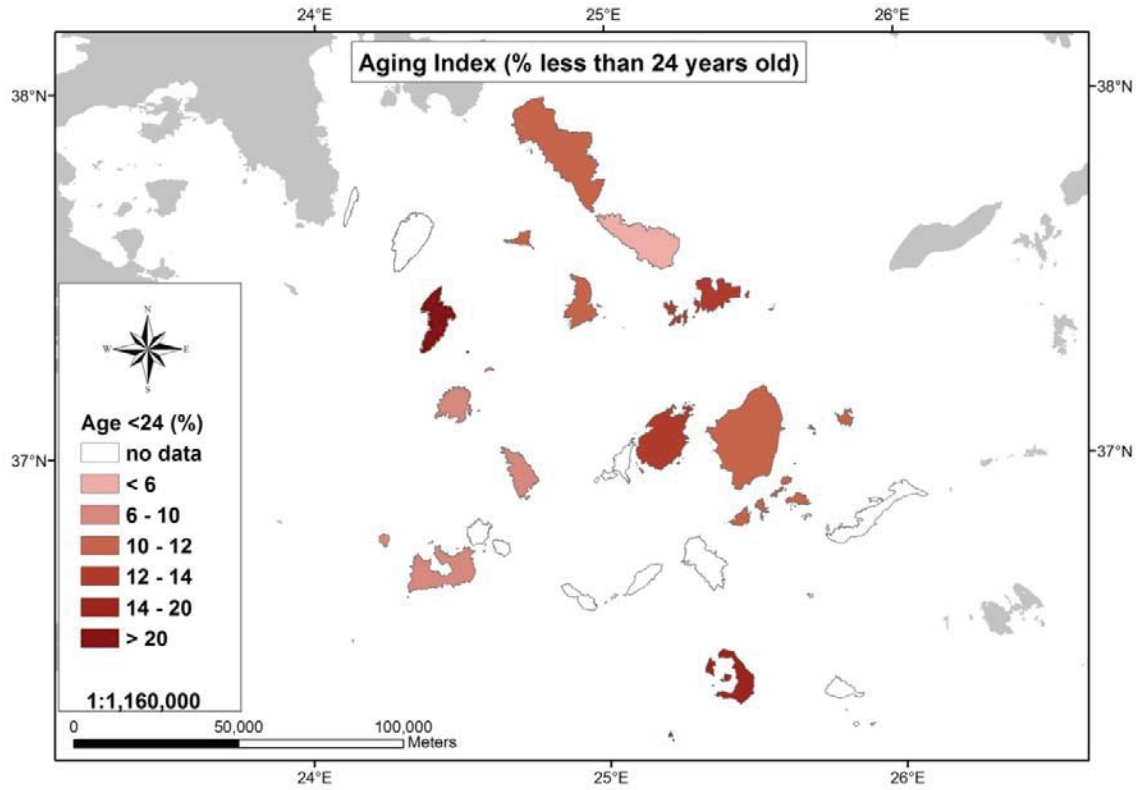 24°E 25°E 26°E
Aging Index (% less than 24 years old)
38°N 38°N
N
W E
S
Age <24 (%)
no data
< 6
6 - 10
10 - 12
12 - 14
14 - 20
> 20
37°N 37°N
1:1,160,000
0 50,000 100,000
Meters
24°E 25°E 26°E